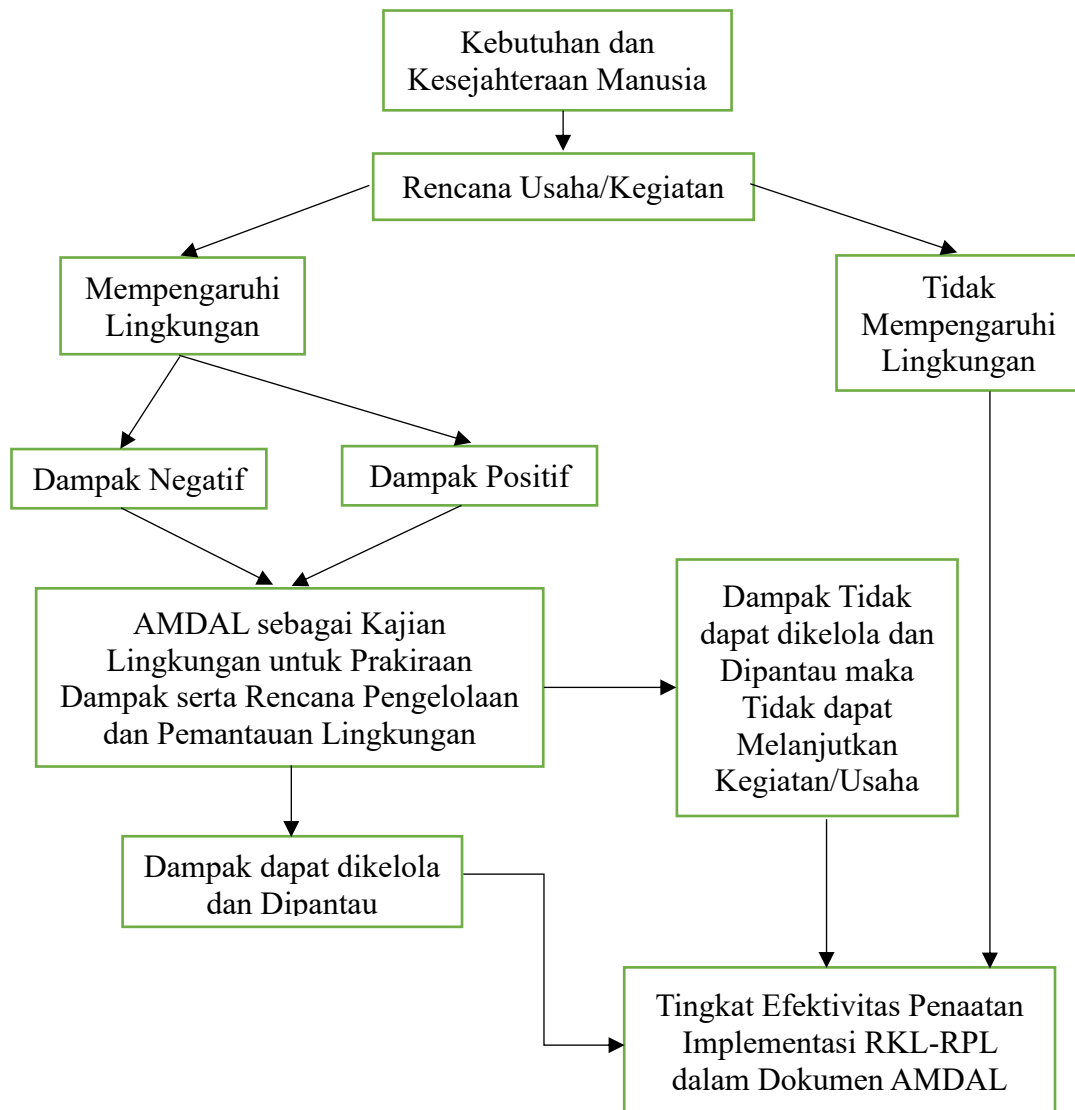 Kebutuhan dan
Kesejahteraan Manusia
Rencana Usaha/Kegiatan
Mempengaruhi
Lingkungan
Tidak
Mempengaruhi
Lingkungan
Dampak Negatif
Dampak Positif
AMDAL sebagai Kajian
Lingkungan untuk Prakiraan
Dampak serta Rencana Pengelolaan
dan Pemantauan Lingkungan
Dampak Tidak
dapat dikelola dan
Dipantau maka
Tidak dapat
Melanjutkan
Kegiatan/Usaha
Dampak dapat dikelola
dan Dipantau
Tingkat Efektivitas Penaatan
Implementasi RKL-RPL
dalam Dokumen AMDAL